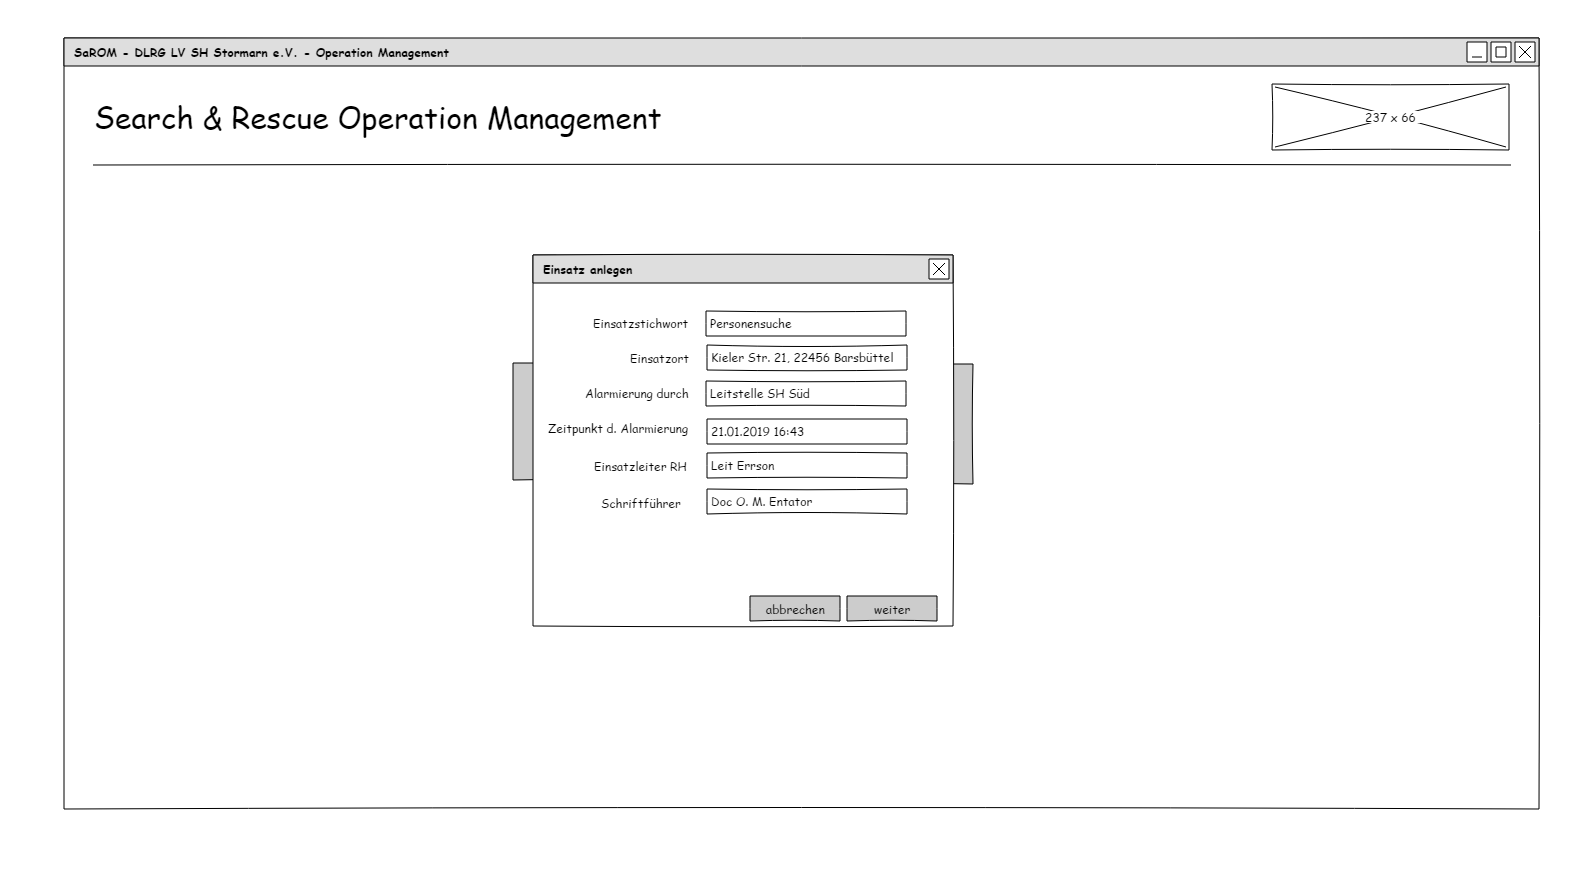 SaROM - DLRG LV SH Stormarn e.V. - Operation Management
Search & Rescue Operation Management
237 x 66
Einsatz anlegen
Einsatzstichwort Personensuche
Einsatzort Kieler Str. 21, 22456 Barsbüttel
Alarmierung durch Leitstelle SH Süd
Zeitpunkt d. Alarmierung 21.01.2019 16:43
Einsatzleiter RH Leit Errson
Schriftführer Doc O. M. Entator
abbrechen weiter